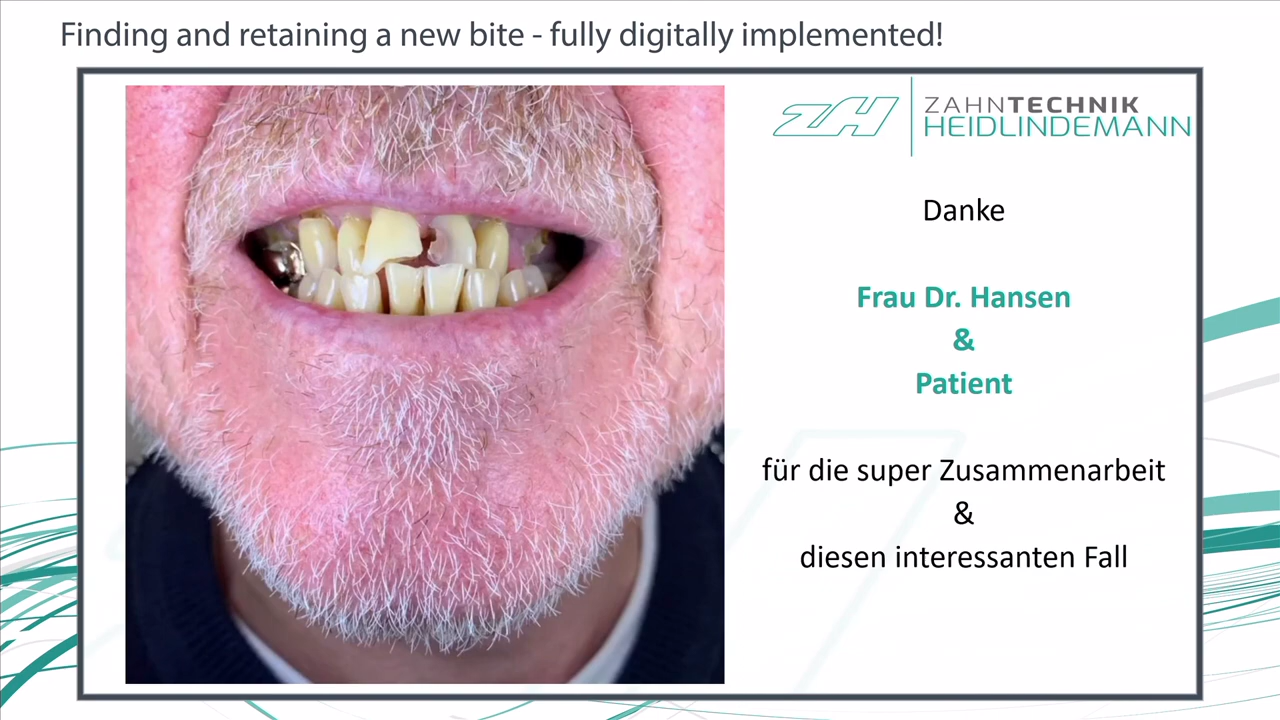 Finding and retaining a new bite - fully digitally implemented!
ZH
ZAHNTECHNIK
HEIDLINDEMANN
Danke
Frau Dr. Hansen
&
Patient
für die super Zusammenarbeit
&
diesen interessanten Fall